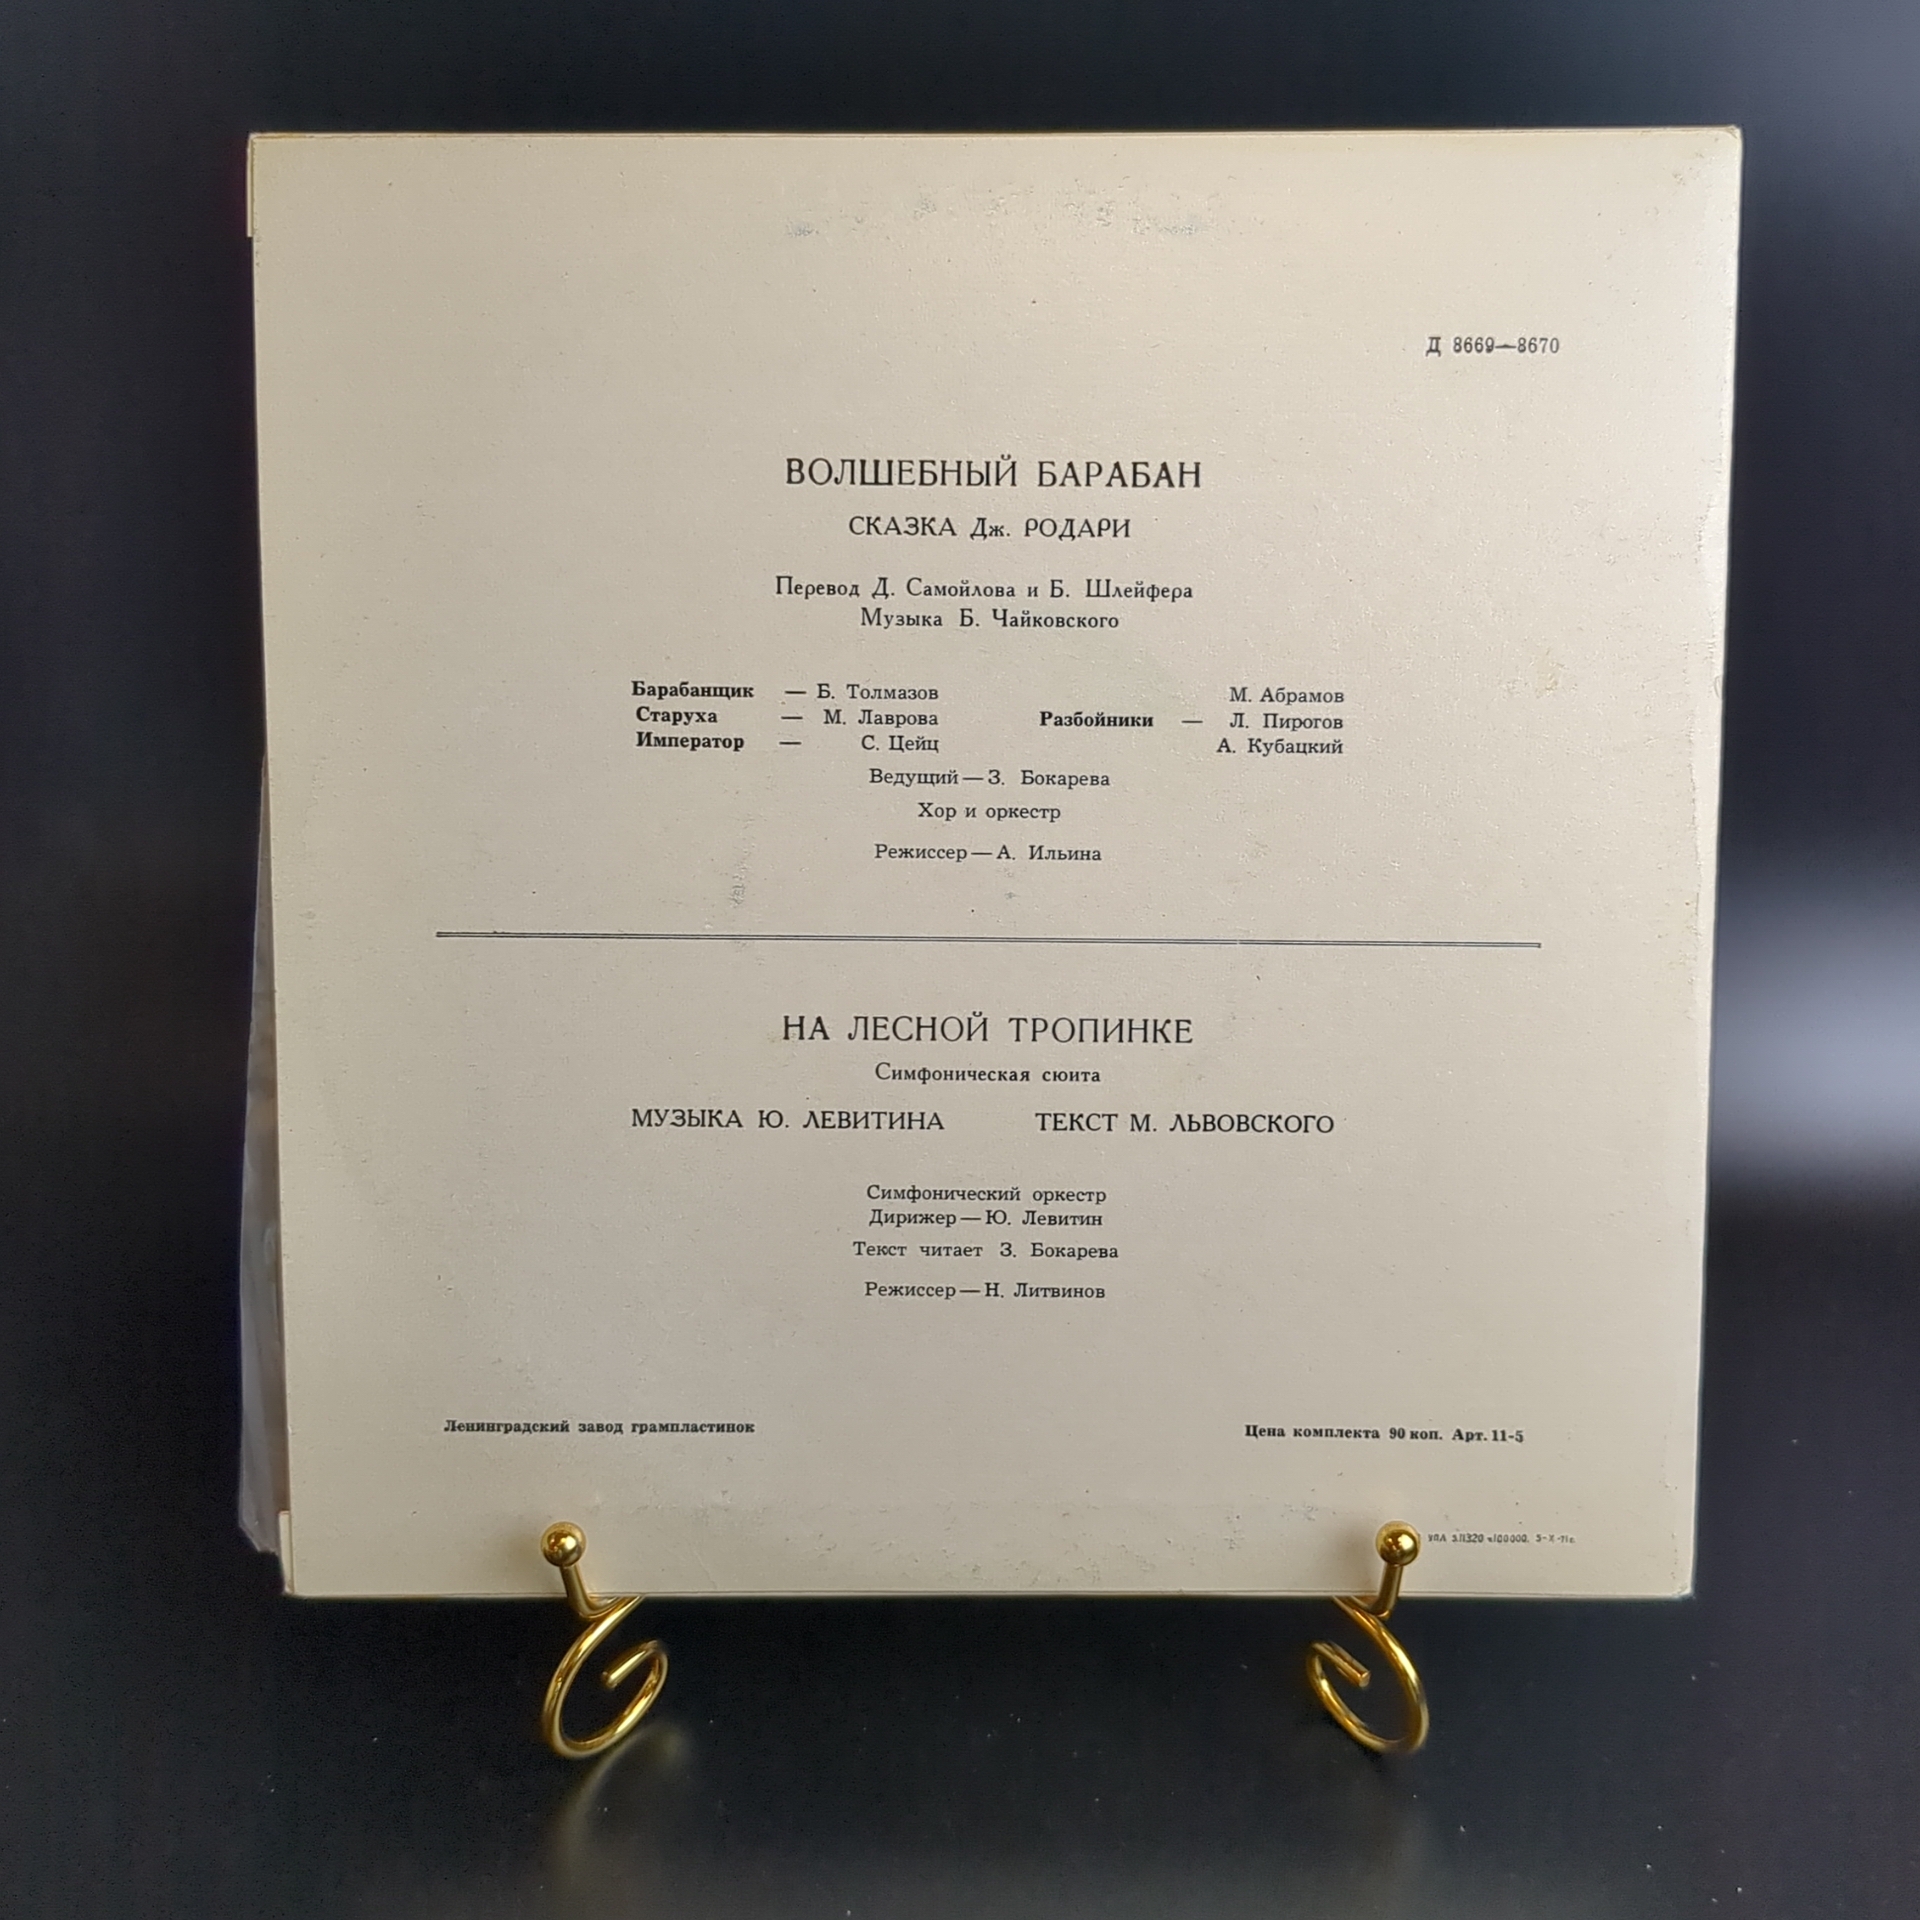 Д 8669—8670
ВОЛШЕБНЫЙ БАРАБАН
СКАЗКА Дж. РОДАРИ
Перевод Д. Самойлова и Б. Шлейфера
Музыка Б. Чайковского
Барабанщик — Б. Толмазов
Старуха — М. Лаврова
Император — С. Цейц
М. Абрамов
Разбойники — Л. Пирогов
А. Кубацкий
Ведущий — З. Бокарева
Хор и оркестр
Режиссер — А. Ильина
НА ЛЕСНОЙ ТРОПИНКЕ
Симфоническая сюита
МУЗЫКА Ю. ЛЕВИТИНА ТЕКСТ М. ЛЬВОВСКОГО
Симфонический оркестр
Дирижер — Ю. Левитин
Текст читает З. Бокарева
Режиссер — Н. Литвинов
Ленинградский завод грампластинок
Цена комплекта 90 коп. Арт. 11-5